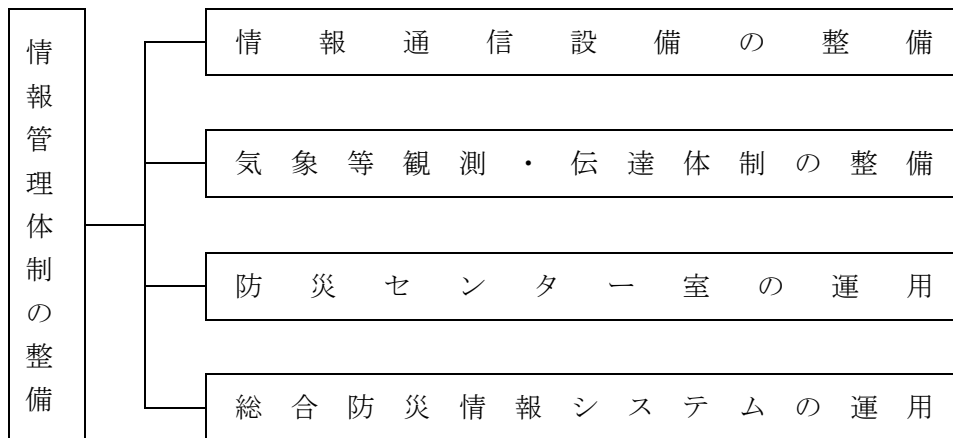 情報管理体制の整備
情報通信設備の整備
気象等観測・伝達体制の整備
防災センター室の運用
総合防災情報システムの運用